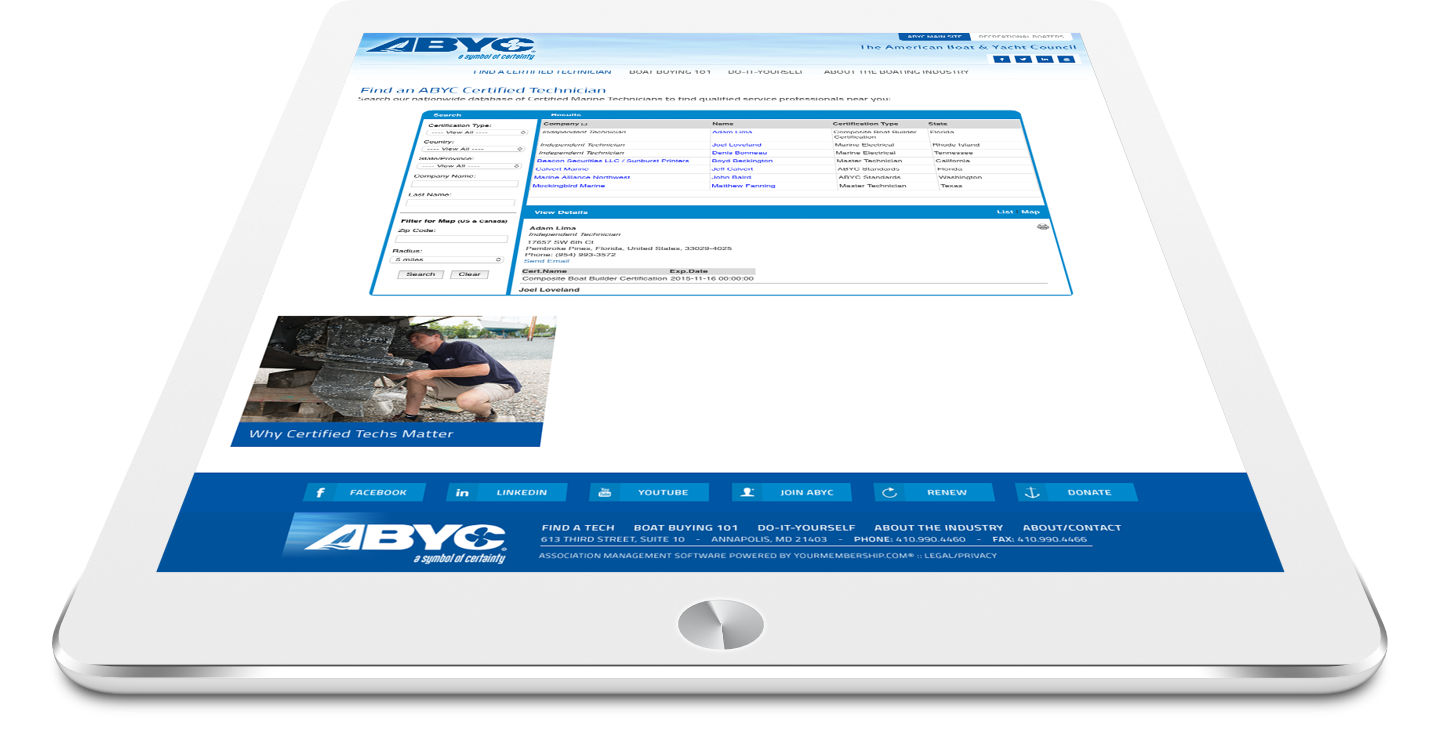 ABYC
a symbol of certainty
ABYC MAIN SITE RECREATIONAL BOATERS
The American Boat & Yacht Council
FIND A CERTIFIED TECHNICIAN BOAT BUYING 101 DO-IT-YOURSELF ABOUT THE BOATING INDUSTRY
Find an ABYC Certified Technician
Search our nationwide database of Certified Marine Technicians to find qualified service professionals near you:
Search
Certification Type:
---- View All ----
Country:
---- View All ----
State/Province:
---- View All ----
Company Name:
Last Name:
Filter for Map (US & Canada)
Zip Code:
Radius:
5 miles
Search Clear
Results
Company Name Certification Type State
Independent Technician Adam Lima Composite Boat Builder Certification Florida
Independent Technician Joel Loveland Marine Electrical Rhode Island
Independent Technician Denis Bonneau Marine Electrical Tennessee
Beacon Securities LLC / Sunburst Printers Boyd Beckington Master Technician California
Calvert Marine Jeff Calvert ABYC Standards Florida
Marine Alliance Northwest John Baird ABYC Standards Washington
Mockingbird Marine Matthew Fanning Master Technician Texas
View Details List Map
Adam Lima
Independent Technician
17657 SW 6th Ct
Pembroke Pines, Florida, United States, 33029-4025
Phone: (954) 993-3572
Send Email
Cert.Name Exp.Date
Composite Boat Builder Certification 2015-11-16 00:00:00
Joel Loveland
Why Certified Techs Matter
f FACEBOOK in LINKEDIN You Tube YOUTUBE JOIN ABYC RENEW DONATE
ABYC
a symbol of certainty
FIND A TECH BOAT BUYING 101 DO-IT-YOURSELF ABOUT THE INDUSTRY ABOUT/CONTACT
613 THIRD STREET, SUITE 10 - ANNAPOLIS, MD 21403 - PHONE: 410.990.4460 - FAX: 410.990.4466
ASSOCIATION MANAGEMENT SOFTWARE POWERED BY YOURMEMBERSHIP.COM® :: LEGAL/PRIVACY